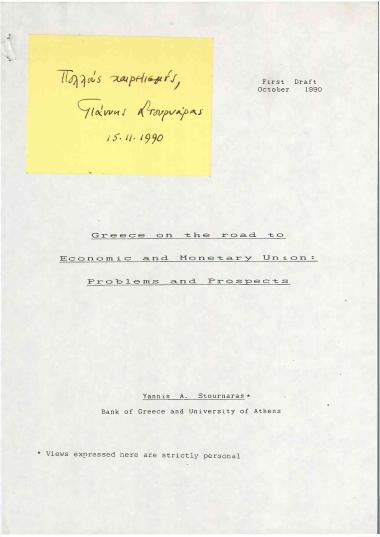 Πολλούς χαιρετισμούς,
Γιάννης Στουρνάρας
15.11.1990
First Draft
October 1990
Greece on the road to
Economic and Monetary Union:
Problems and Prospects
Yannis A. Stournaras*
Bank of Greece and University of Athens
* Views expressed here are strictly personal